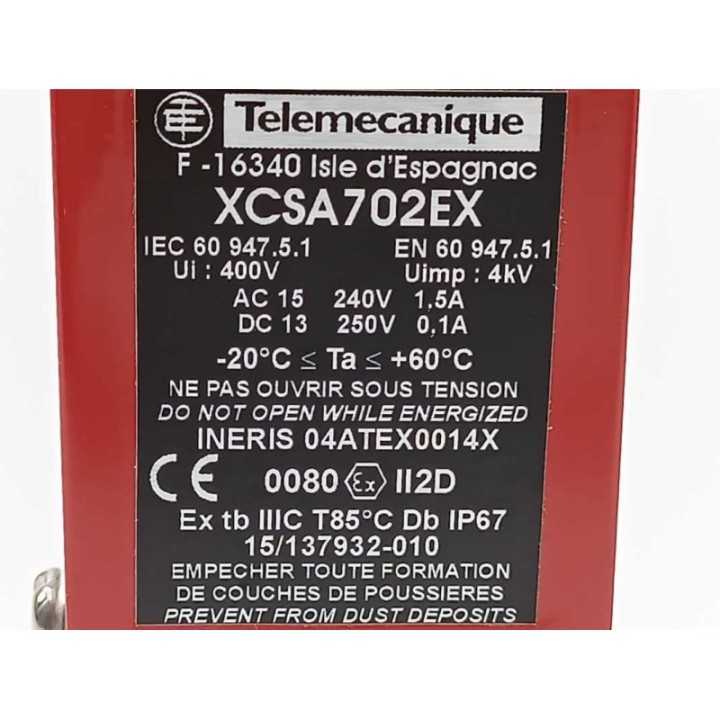 Telemecanique
F -16340 Isle d'Espagnac
XCSA702EX
IEC 60 947.5.1 EN 60 947.5.1
Ui : 400V Uimp : 4kV
AC 15 240V 1,5A
DC 13 250V 0,1A
-20°C ≤ Ta ≤ +60°C
NE PAS OUVRIR SOUS TENSION
DO NOT OPEN WHILE ENERGIZED
INERIS 04ATEX0014X
CE 0080 Ex II2D
Ex tb IIIC T85°C Db IP67
15/137932-010
EMPECHER TOUTE FORMATION
DE COUCHES DE POUSSIERES
PREVENT FROM DUST DEPOSITS